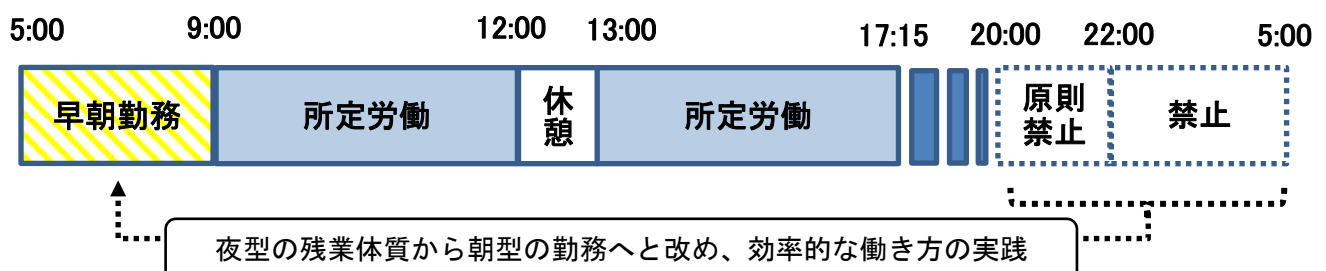 5:00 9:00 12:00 13:00 17:15 20:00 22:00 5:00
早朝勤務 所定労働 休憩 所定労働 原則禁止 禁止
夜型の残業体質から朝型の勤務へと改め、効率的な働き方の実践